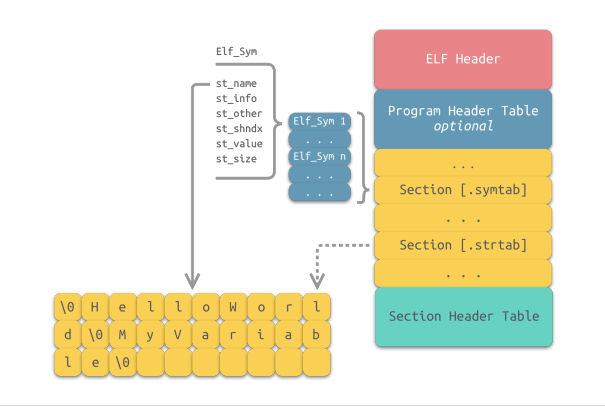 Elf_Sym
st_name
st_info
st_other
st_shndx
st_value
st_size
Elf_Sym 1
. . .
Elf_Sym n
. . .
. . .
ELF Header
Program Header Table
optional
...
Section [.symtab]
. . .
Section [.strtab]
. . .
Section Header Table
\0 H e l l o W o r l
d \0 M y V a r i a b
l e \0